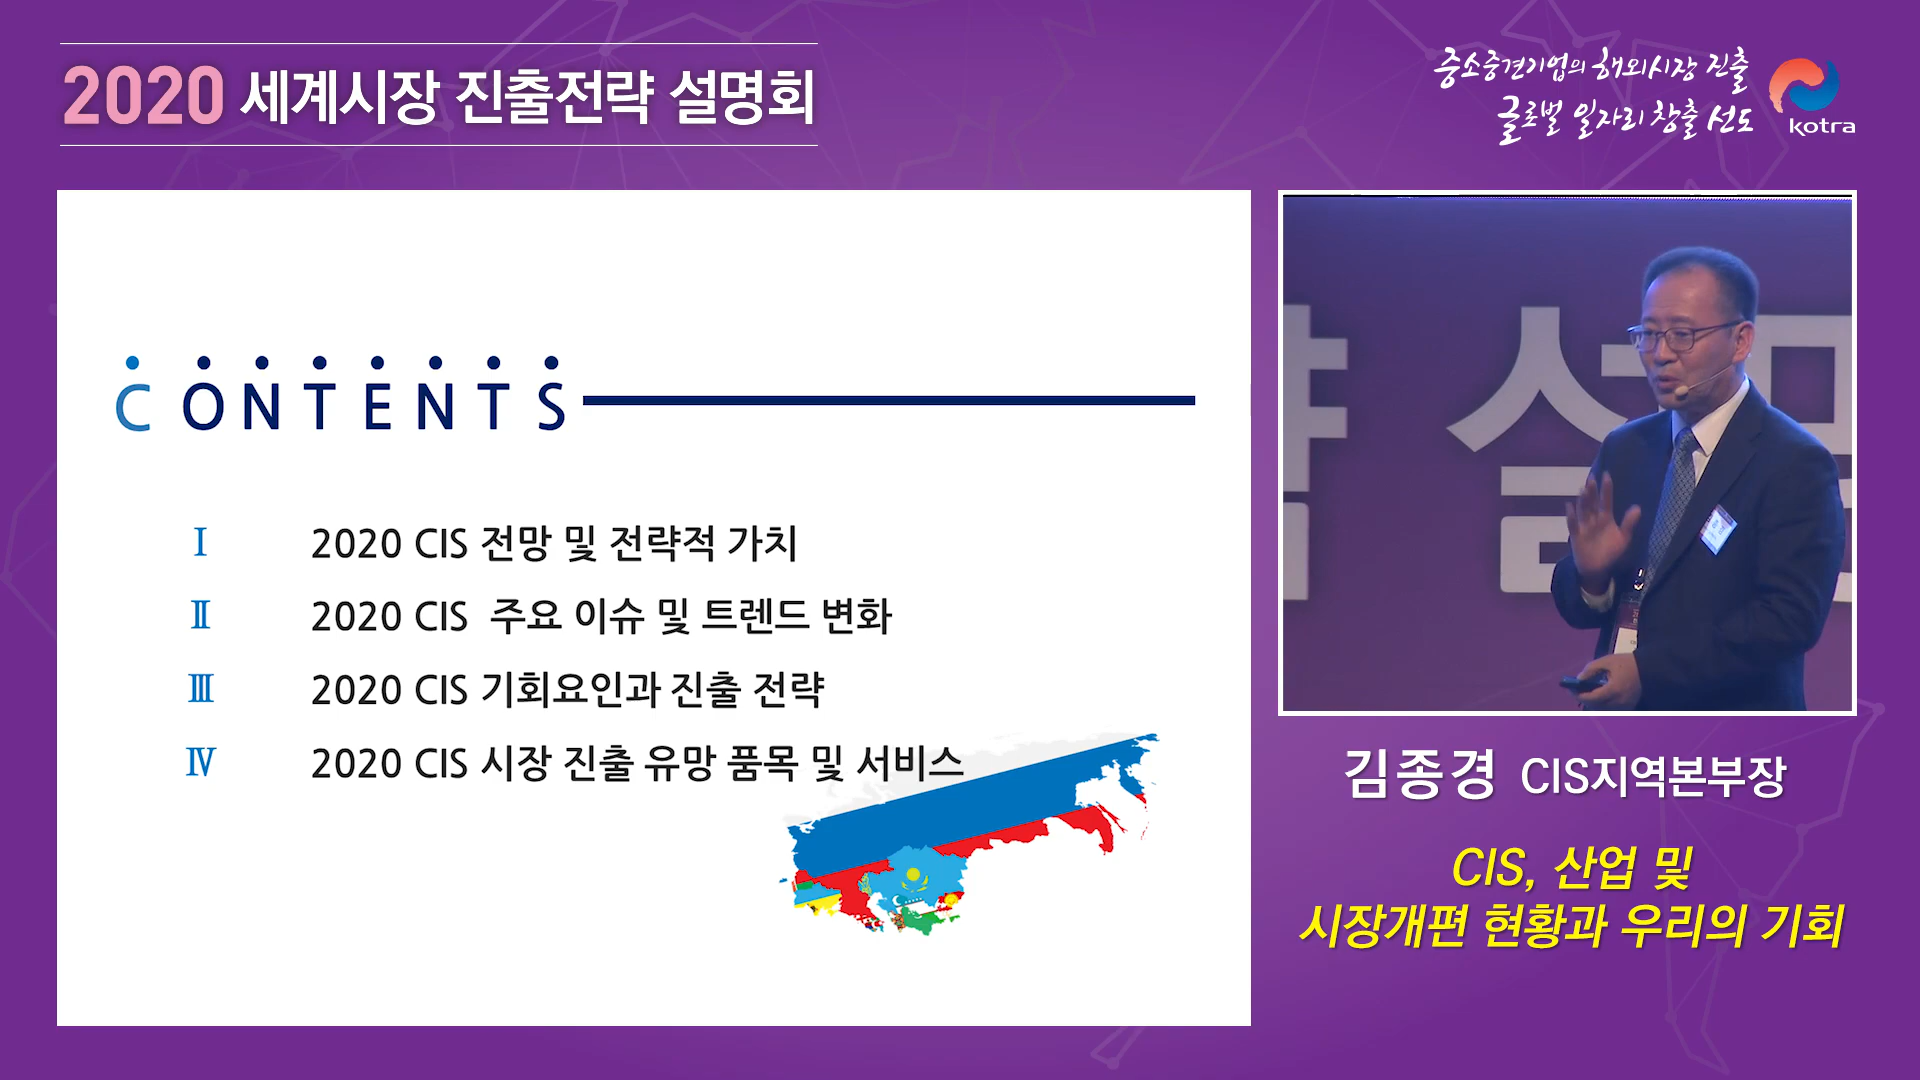 2020 세계시장 진출전략 설명회
중소중견기업의 해외시장 진출
글로벌 일자리 창출 선도
kotra
CONTENTS
Ⅰ 2020 CIS 전망 및 전략적 가치
Ⅱ 2020 CIS 주요 이슈 및 트렌드 변화
Ⅲ 2020 CIS 기회요인과 진출 전략
Ⅳ 2020 CIS 시장 진출 유망 품목 및 서비스
설명
김종경 CIS지역본부장
CIS, 산업 및
시장개편 현황과 우리의 기회